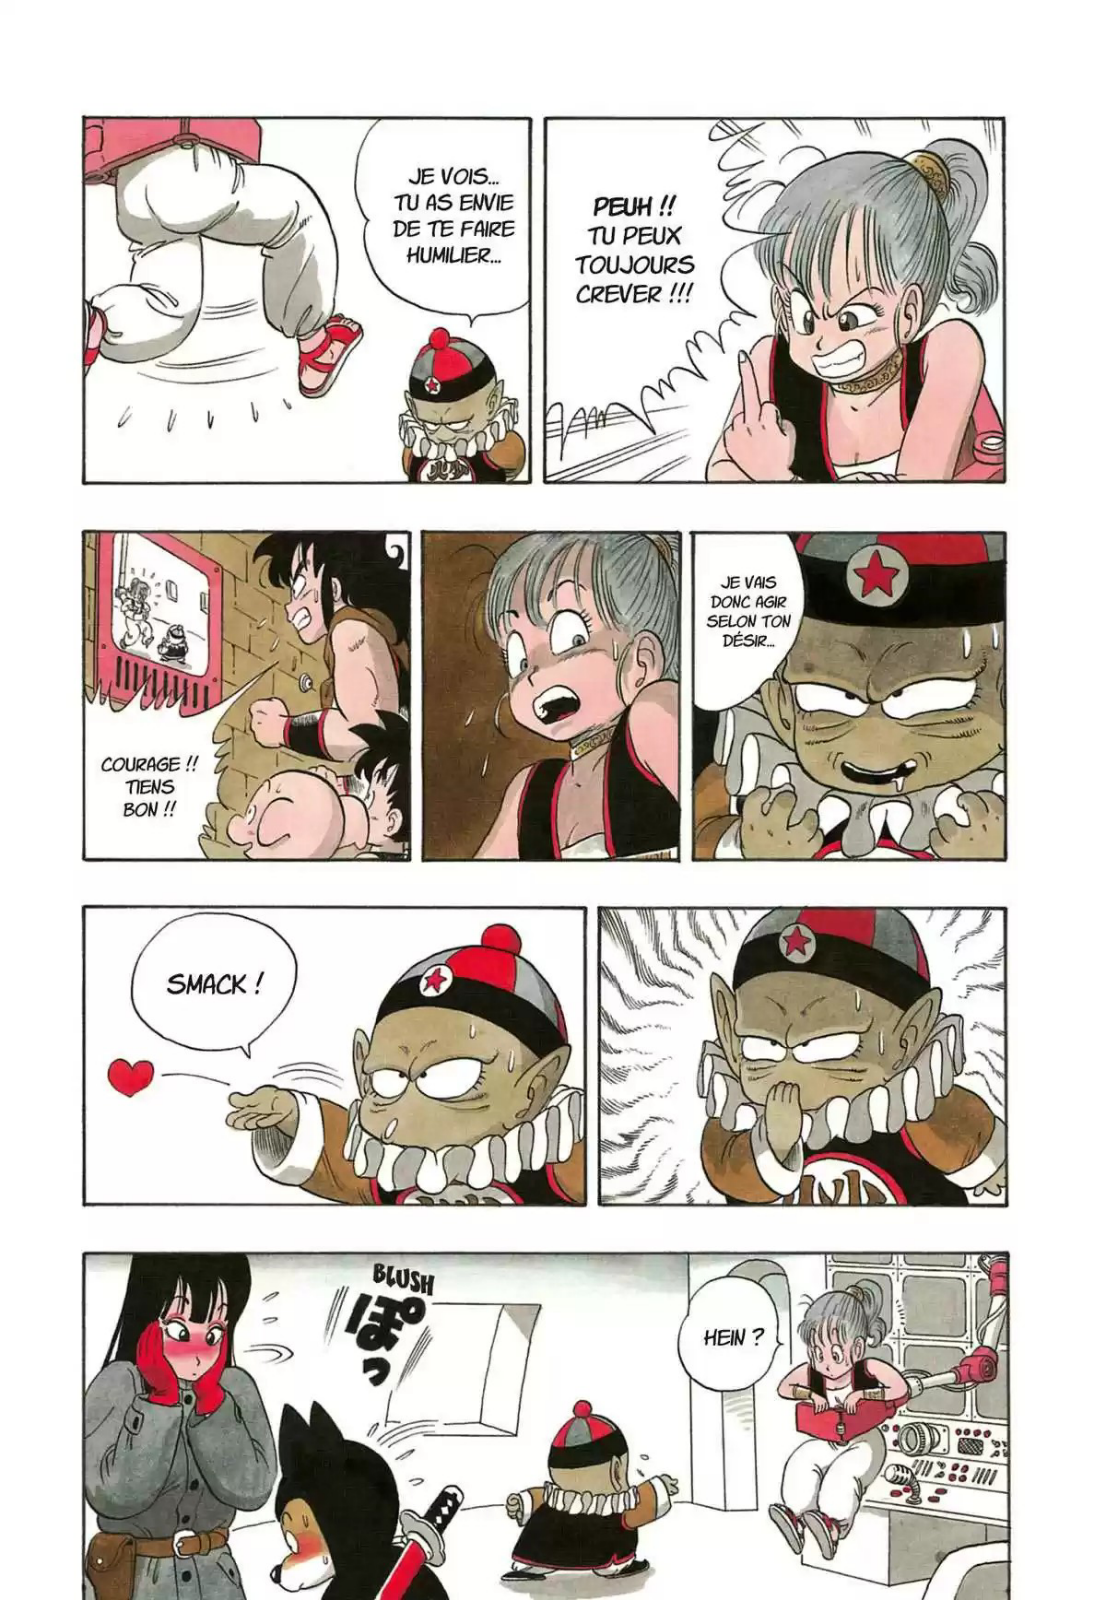 PEUH !!
TU PEUX
TOUJOURS
CREVER !!!
JE VOIS...
TU AS ENVIE
DE TE FAIRE
HUMILIER...
JE VAIS
DONC AGIR
SELON TON
DÉSIR...
COURAGE !!
TIENS
BON !!
SMACK !
HEIN ?
BLUSH
ぽっ